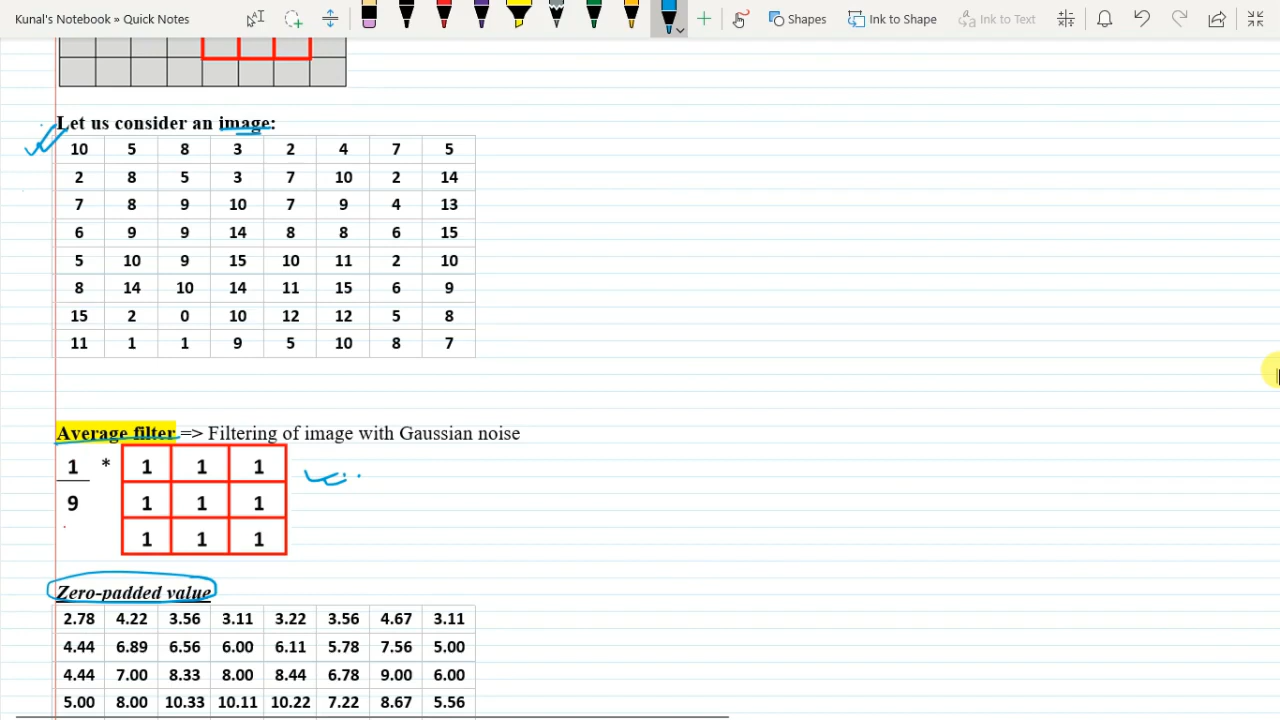 Kunal's Notebook » Quick Notes
Shapes
Ink to Shape
Ink to Text
Let us consider an image:
10 5 8 3 2 4 7 5
2 8 5 3 7 10 2 14
7 8 9 10 7 9 4 13
6 9 9 14 8 8 6 15
5 10 9 15 10 11 2 10
8 14 10 14 11 15 6 9
15 2 0 10 12 12 5 8
11 1 1 9 5 10 8 7
Average filter => Filtering of image with Gaussian noise
1 * 1 1 1
9 1 1 1
1 1 1
Zero-padded value
2.78 4.22 3.56 3.11 3.22 3.56 4.67 3.11
4.44 6.89 6.56 6.00 6.11 5.78 7.56 5.00
4.44 7.00 8.33 8.00 8.44 6.78 9.00 6.00
5.00 8.00 10.33 10.11 10.22 7.22 8.67 5.56